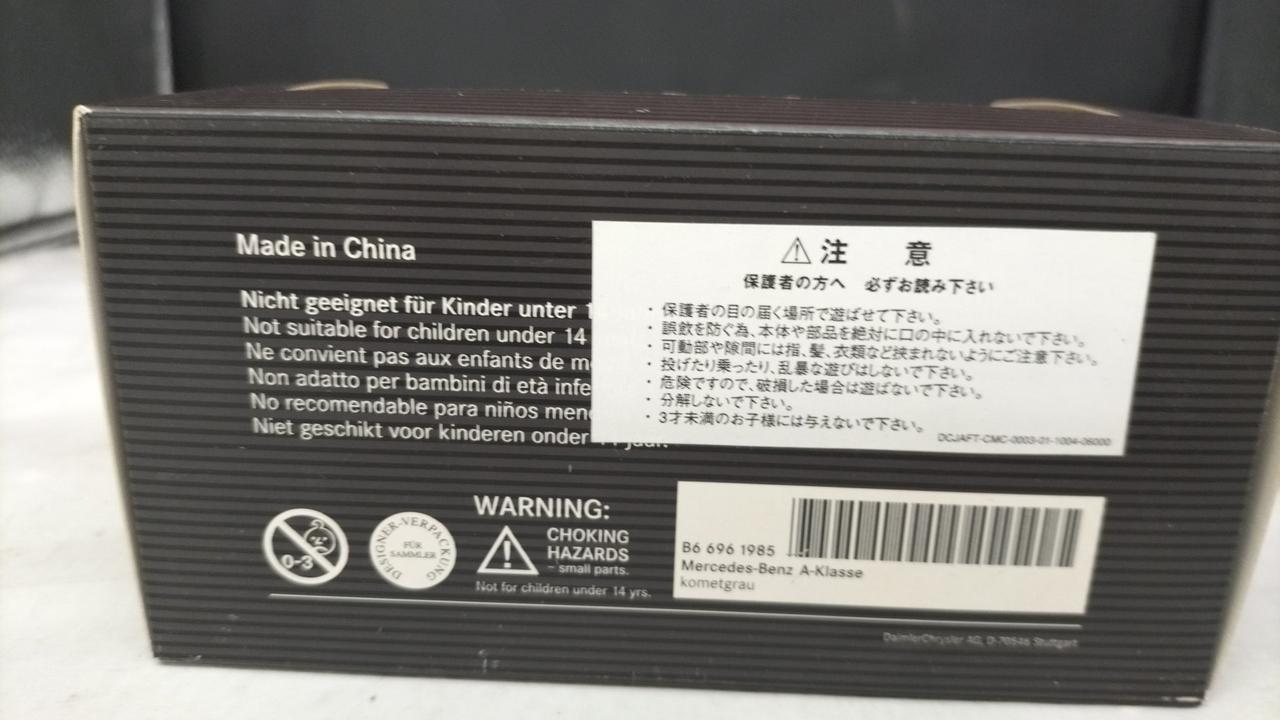 Made in China
Nicht geeignet für Kinder unter 1
Not suitable for children under 14
Ne convient pas aux enfants de m
Non adatto per bambini di età infe
No recomendable para niños men
Niet geschikt voor kinderen onder jaar.
⚠注 意
保護者の方へ 必ずお読み下さい
・保護者の目の届く場所で遊ばせて下さい。
・誤飲を防ぐ為、本体や部品を絶対に口の中に入れないで下さい。
・可動部や隙間には指、髪、衣類など挟まれないようにご注意下さい。
・投げたり乗ったり、乱暴な遊びはしないで下さい。
・危険ですので、破損した場合は遊ばないで下さい。
・分解しないで下さい。
・3才未満のお子様には与えないで下さい。
DCJAFT-CMC-0003-01-1004-06000
0-3
DESIGNER-VERPACKUNG
FÜR
SAMMLER
WARNING:
CHOKING
HAZARDS
– small parts.
Not for children under 14 yrs.
B6 696 1985
Mercedes-Benz A-Klasse
kometgrau
DaimlerChrysler AG, D-70546 Stuttgart